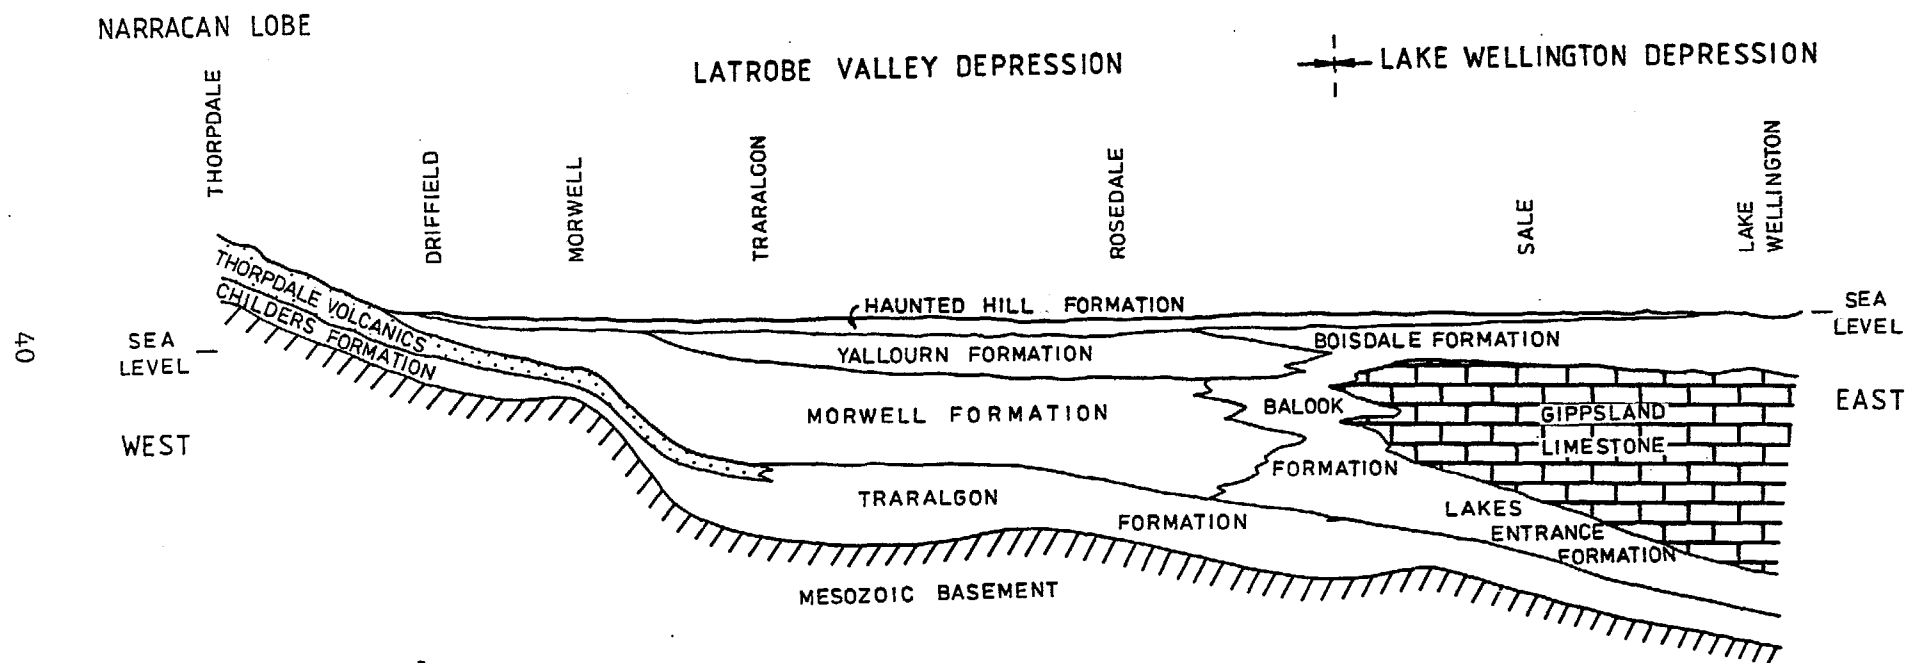 NARRACAN LOBE
LATROBE VALLEY DEPRESSION
LAKE WELLINGTON DEPRESSION
THORPDALE
DRIFFIELD
MORWELL
TRARALGON
ROSEDALE
SALE
LAKE
WELLINGTON
THORPDALE VOLCANICS
CHILDERS FORMATION
HAUNTED HILL FORMATION
SEA
LEVEL
SEA
LEVEL
YALLOURN FORMATION
BOISDALE FORMATION
MORWELL FORMATION
BALOOK
FORMATION
GIPPSLAND
LIMESTONE
EAST
WEST
TRARALGON
FORMATION
LAKES
ENTRANCE
FORMATION
MESOZOIC BASEMENT
40